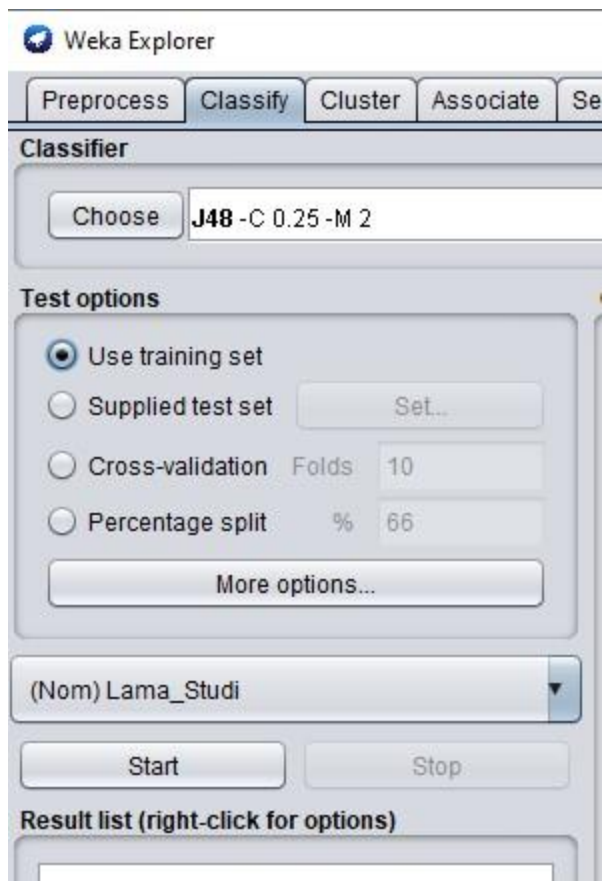 Weka Explorer
Preprocess Classify Cluster Associate Se
Classifier
Choose J48 -C 0.25 -M 2
Test options
Use training set
Supplied test set Set...
Cross-validation Folds 10
Percentage split % 66
More options...
(Nom) Lama_Studi
Start Stop
Result list (right-click for options)